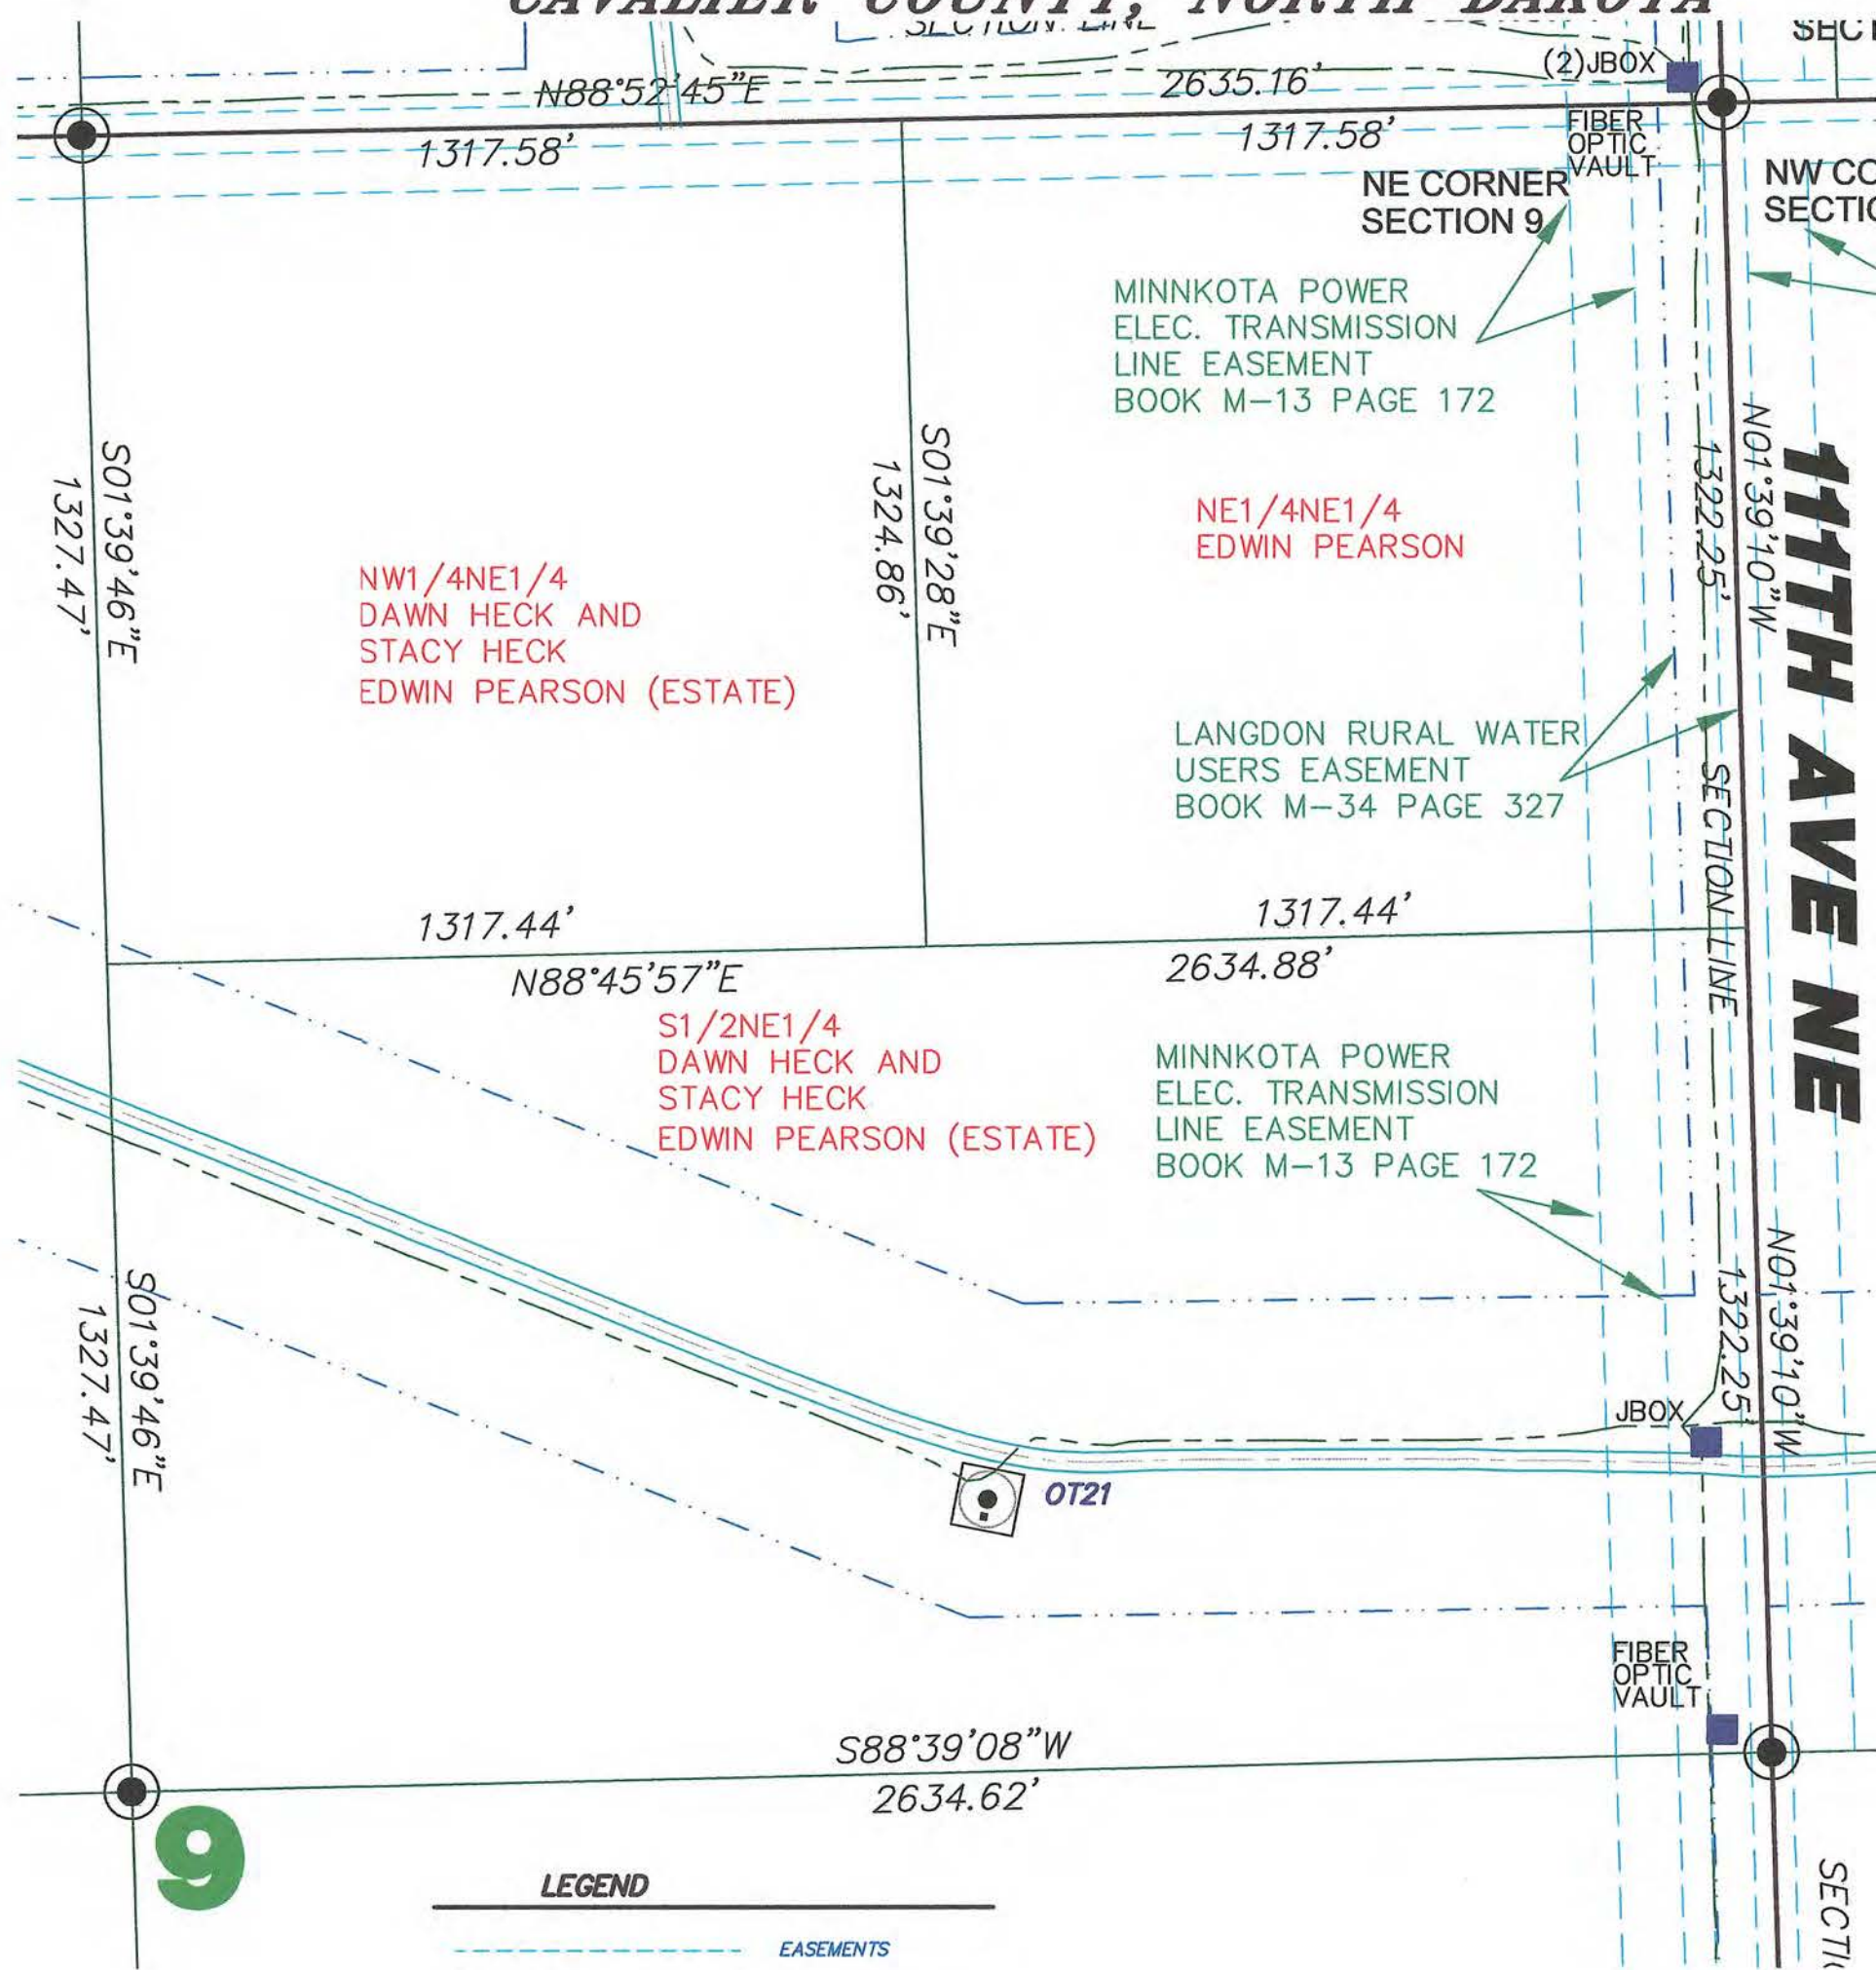 CAVALIER COUNTY, NORTH DAKOTA
SECTION LINE
(2)JBOX
N88°52'45"E
2635.16'
1317.58'
1317.58'
FIBER
OPTIC
VAULT
NE CORNER
SECTION 9
MINNKOTA POWER
ELEC. TRANSMISSION
LINE EASEMENT
BOOK M-13 PAGE 172
S01°39'46"E
1327.47'
S01°39'28"E
1324.86'
N01°39'10"W
1322.25'
111TH AVE NE
NE1/4NE1/4
EDWIN PEARSON
NW1/4NE1/4
DAWN HECK AND
STACY HECK
EDWIN PEARSON (ESTATE)
LANGDON RURAL WATER
USERS EASEMENT
BOOK M-34 PAGE 327
SECTION LINE
1317.44'
1317.44'
N88°45'57"E
2634.88'
S1/2NE1/4
DAWN HECK AND
STACY HECK
EDWIN PEARSON (ESTATE)
MINNKOTA POWER
ELEC. TRANSMISSION
LINE EASEMENT
BOOK M-13 PAGE 172
S01°39'46"E
1327.47'
N01°39'10"W
1322.25'
JBOX
OT21
FIBER
OPTIC
VAULT
S88°39'08"W
2634.62'
9
LEGEND
EASEMENTS